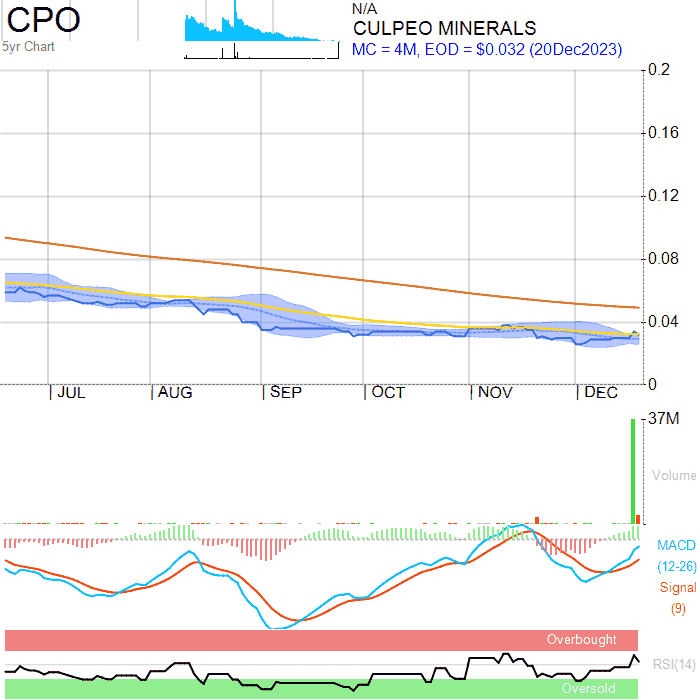 CPO
N/A
CULPEO MINERALS
5yr Chart
MC = 4M, EOD = $0.032 (20Dec2023)
0.2
0.16
0.12
0.08
0.04
0
JUL AUG SEP OCT NOV DEC
37M
Volume
MACD
(12-26)
Signal
(9)
Overbought
RSI(14)
Oversold